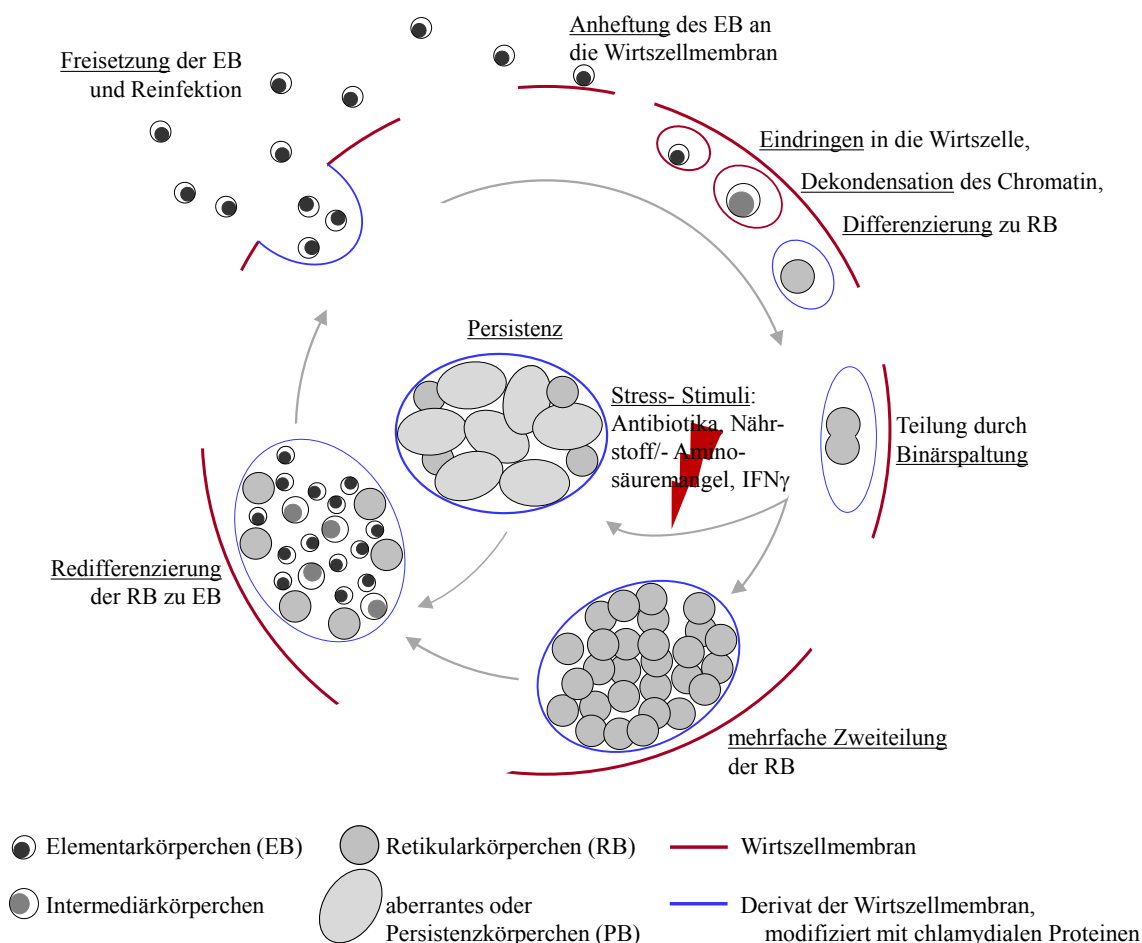 Anheftung des EB an
die Wirtszellmembran
Freisetzung der EB
und Reinfektion
Eindringen in die Wirtszelle,
Dekondensation des Chromatin,
Differenzierung zu RB
Persistenz
Stress- Stimuli:
Antibiotika, Nähr-
stoff/- Amino-
säuremangel, IFNγ
Teilung durch
Binärspaltung
Redifferenzierung
der RB zu EB
mehrfache Zweiteilung
der RB
Elementarkörperchen (EB)
Retikularkörperchen (RB)
Wirtszellmembran
Intermediärkörperchen
aberrantes oder
Persistenzkörperchen (PB)
Derivat der Wirtszellmembran,
modifiziert mit chlamydialen Proteinen